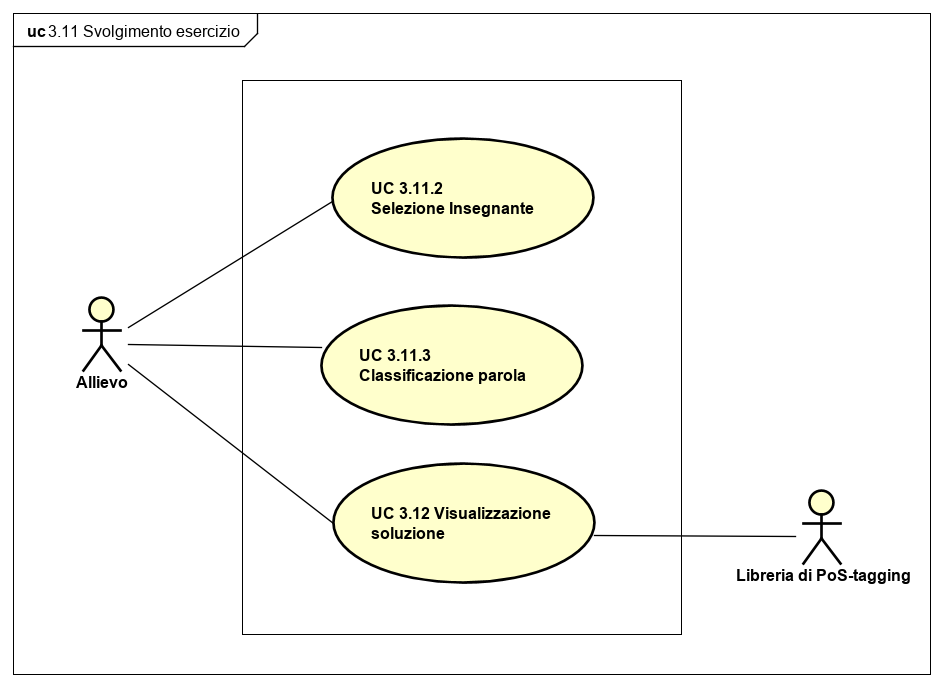 uc 3.11 Svolgimento esercizio
UC 3.11.2
Selezione Insegnante
UC 3.11.3
Classificazione parola
Allievo
UC 3.12 Visualizzazione
soluzione
Libreria di PoS-tagging